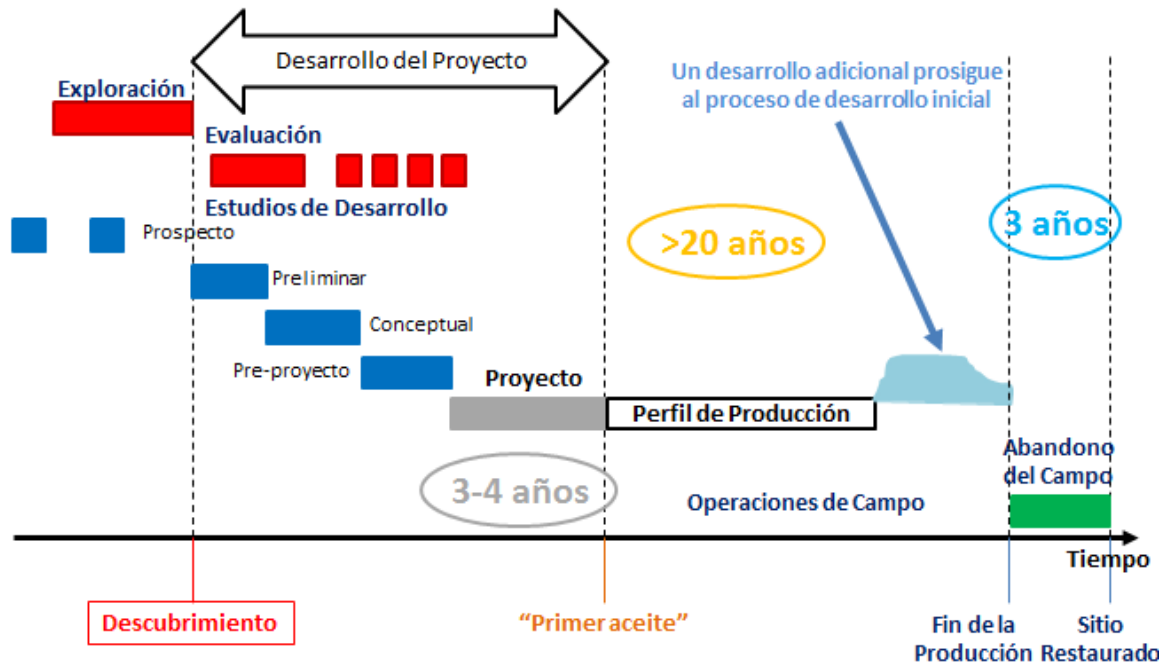 Desarrollo del Proyecto
Un desarrollo adicional prosigue
al proceso de desarrollo inicial
Exploración
Evaluación
Estudios de Desarrollo
Prospecto
>20 años
3 años
Preliminar
Conceptual
Pre-proyecto
Proyecto
Perfil de Producción
Abandono
del Campo
3-4 años
Operaciones de Campo
Tiempo
Descubrimiento
“Primer aceite”
Fin de la
Producción
Sitio
Restaurado